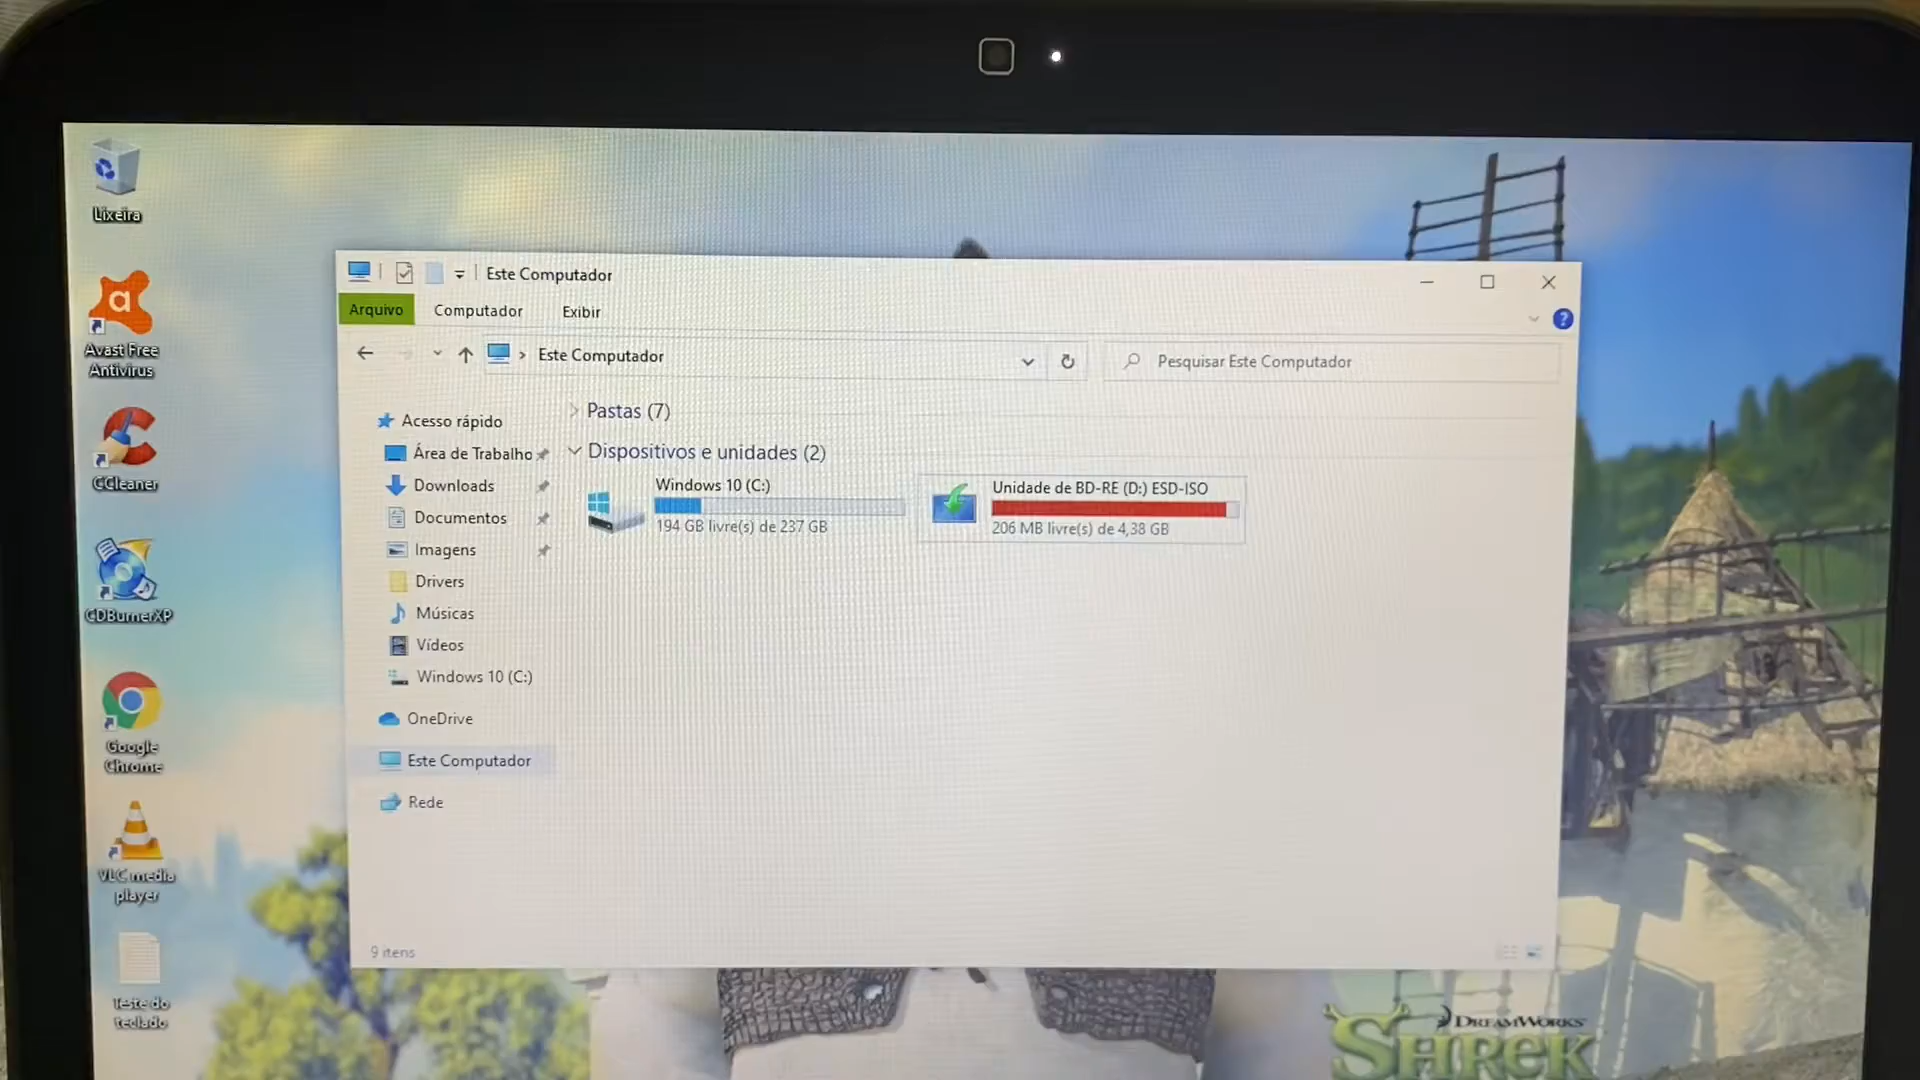 Lixeira
Avast Free
Antivirus
CCleaner
CDBurnerXP
Google
Chrome
VLC media
player
Teste do
teclado
Este Computador
Arquivo
Computador
Exibir
Este Computador
Pesquisar Este Computador
Acesso rápido
Área de Trabalho
Downloads
Documentos
Imagens
Drivers
Músicas
Vídeos
Windows 10 (C:)
OneDrive
Este Computador
Rede
Pastas (7)
Dispositivos e unidades (2)
Windows 10 (C:)
194 GB livre(s) de 237 GB
Unidade de BD-RE (D:) ESD-ISO
206 MB livre(s) de 4,38 GB
9 itens
DREAMWORKS
SHREK